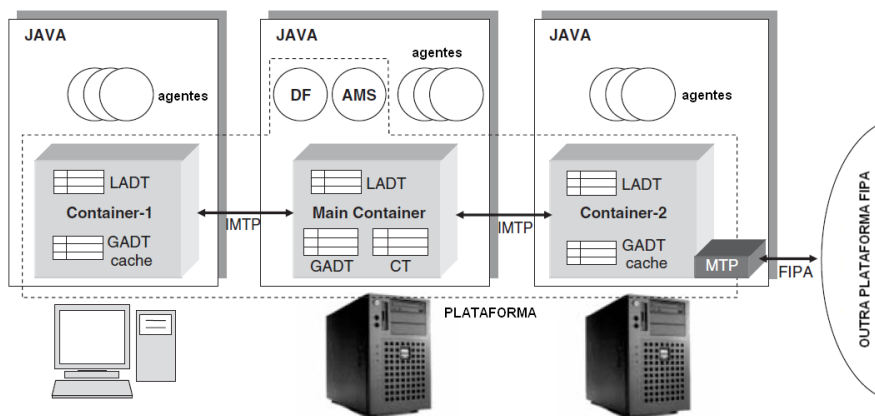 JAVA
agentes
LADT
Container-1
GADT
cache
IMTP
JAVA
DF
AMS
agentes
LADT
Main Container
GADT
CT
IMTP
JAVA
agentes
LADT
Container-2
GADT
cache
MTP
FIPA
PLATAFORMA
OUTRA PLATAFORMA FIPA